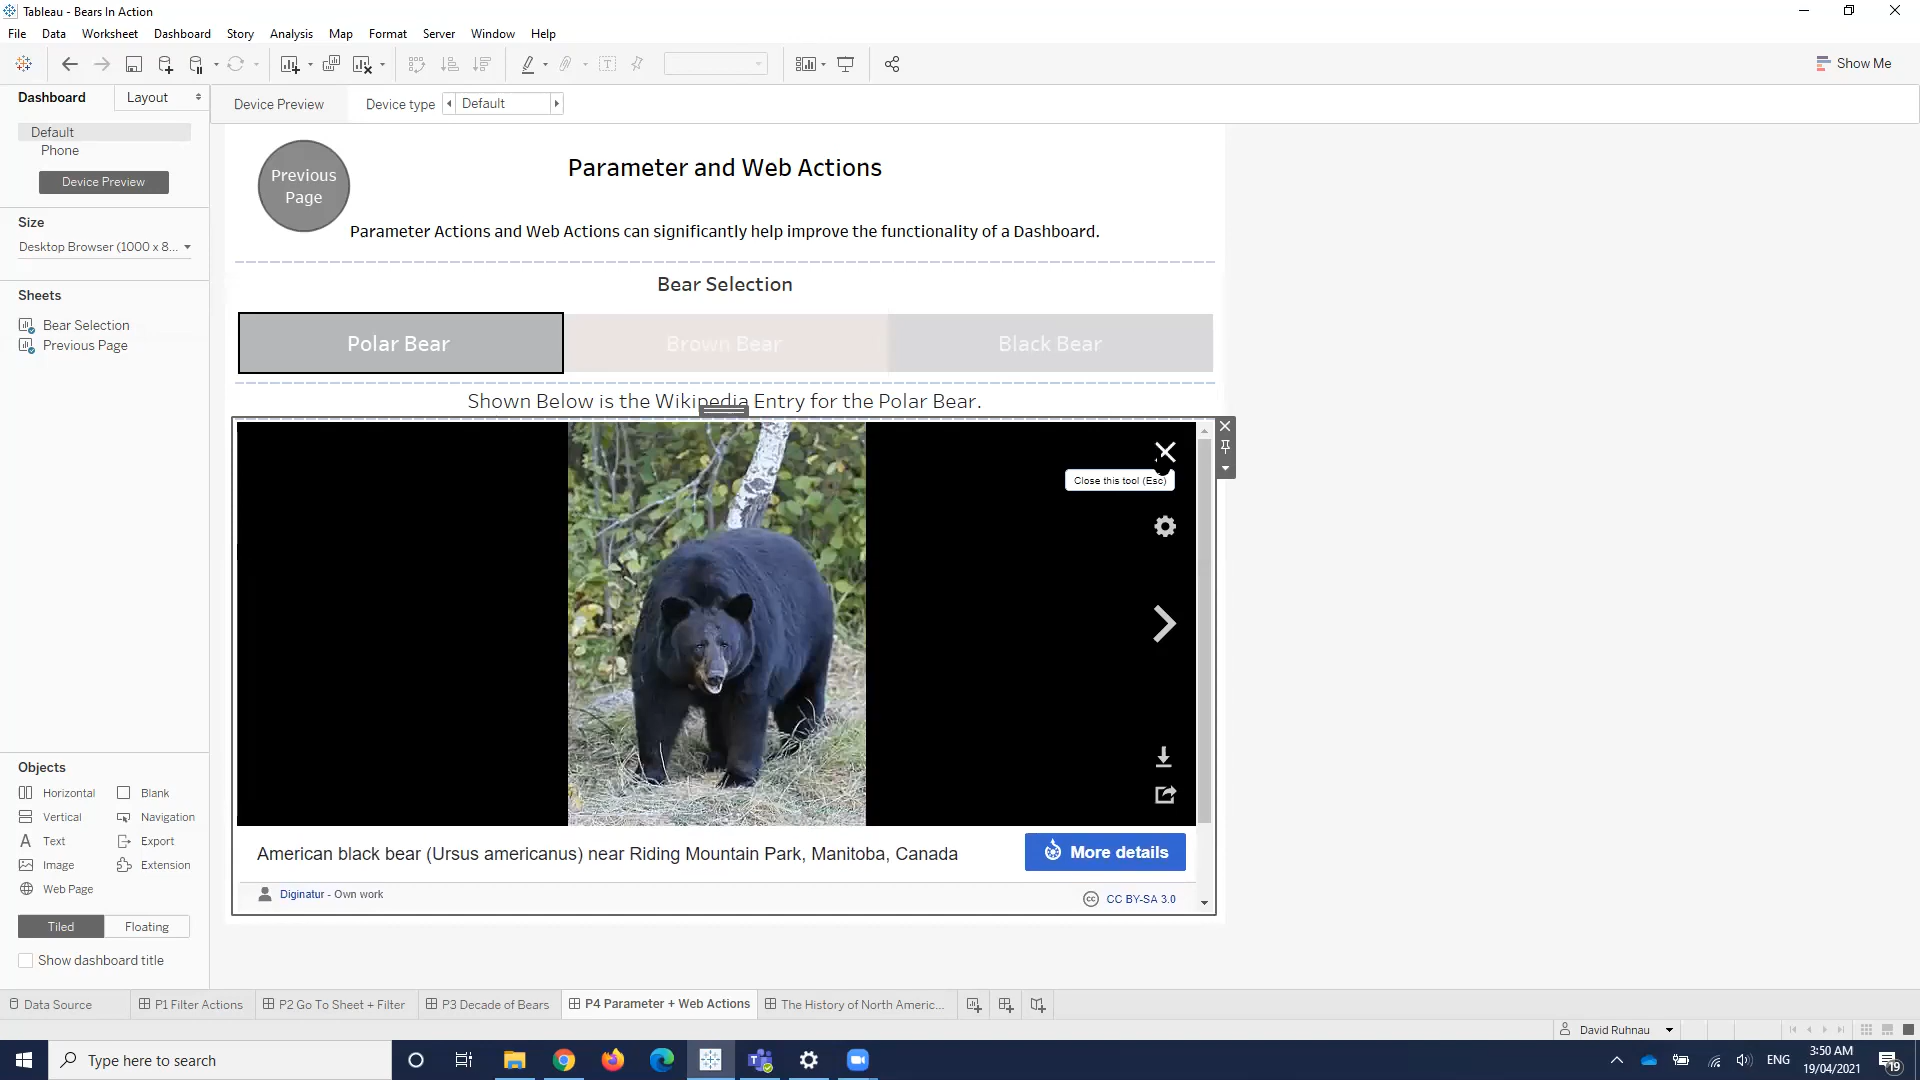 Tableau - Bears In Action
File Data Worksheet Dashboard Story Analysis Map Format Server Window Help
Show Me
Dashboard Layout
Device Preview Device type Default
Default
Phone
Device Preview
Size
Desktop Browser (1000 x 8...
Sheets
Bear Selection
Previous Page
Previous
Page
Parameter and Web Actions
Parameter Actions and Web Actions can significantly help improve the functionality of a Dashboard.
Bear Selection
Polar Bear Brown Bear Black Bear
Shown Below is the Wikipedia Entry for the Polar Bear.
Close this tool (Esc)
American black bear (Ursus americanus) near Riding Mountain Park, Manitoba, Canada
More details
Diginatur - Own work
cc CC BY-SA 3.0
Objects
Horizontal Blank
Vertical Navigation
A Text Export
Image Extension
Web Page
Tiled Floating
Show dashboard title
Data Source P1 Filter Actions P2 Go To Sheet + Filter P3 Decade of Bears P4 Parameter + Web Actions The History of North Americ...
David Ruhnau
Type here to search
ENG
3:50 AM
19/04/2021
19